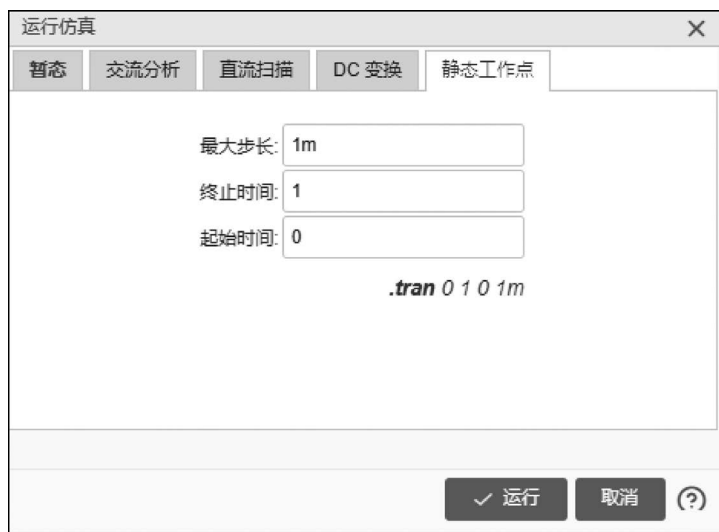 运行仿真
暂态 交流分析 直流扫描 DC 变换 静态工作点
最大步长: 1m
终止时间: 1
起始时间: 0
.tran 0 1 0 1m
运行 取消